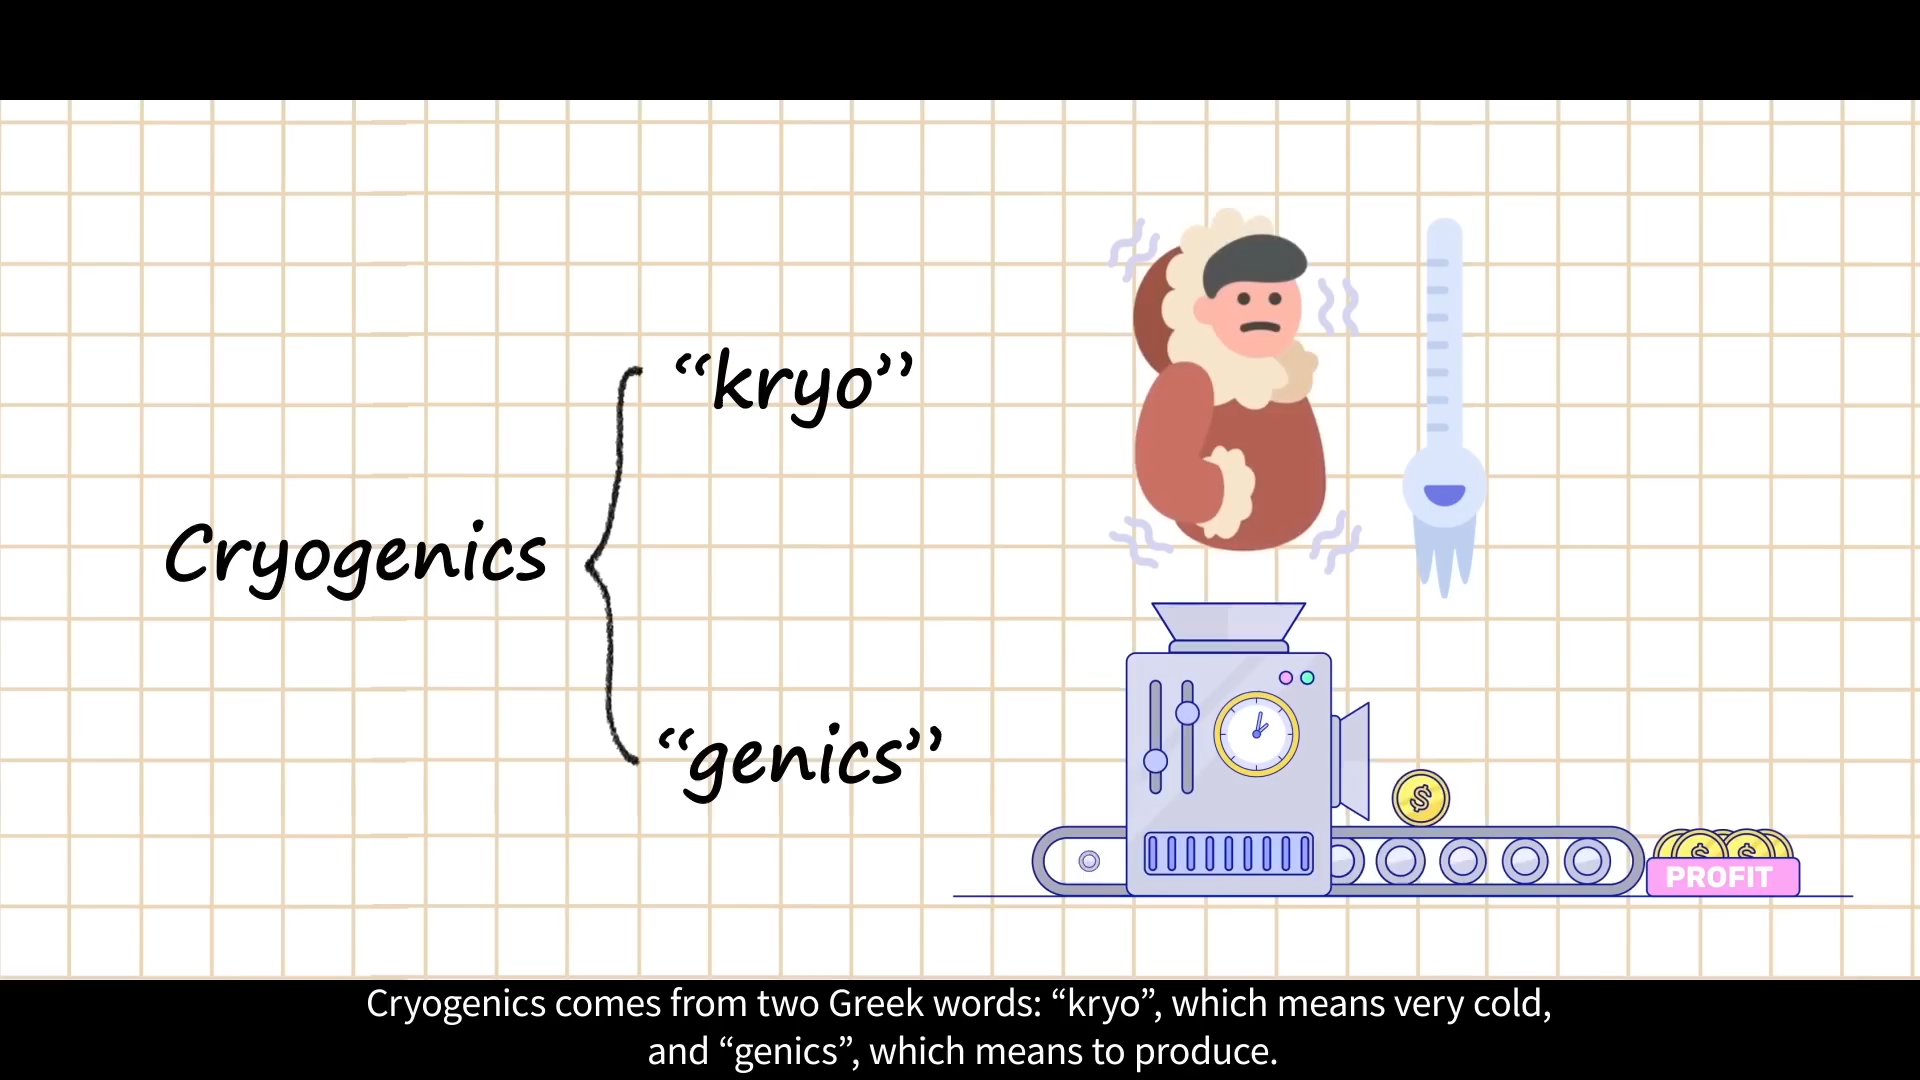 “kryo”
Cryogenics
“genics”
PROFIT
Cryogenics comes from two Greek words: “kryo”, which means very cold,
and “genics”, which means to produce.